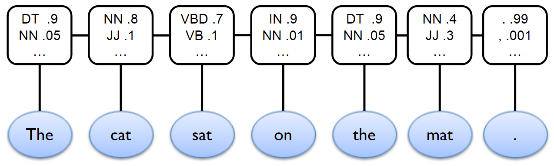 DT .9 NN .8 VBD .7 IN .9 DT .9 NN .4 . .99
NN .05 JJ .1 VB .1 NN .01 NN .05 JJ .3 , .001
... ... ... ... ... ... ...
The cat sat on the mat .